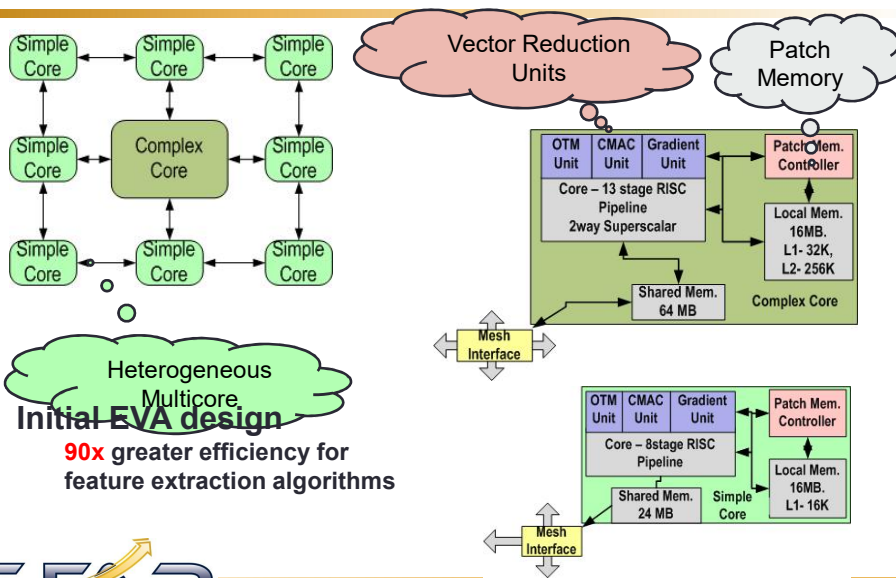 Simple
Core
Simple
Core
Simple
Core
Simple
Core
Complex
Core
Simple
Core
Simple
Core
Simple
Core
Simple
Core
Heterogeneous
Multicore
Initial EVA design
90x greater efficiency for
feature extraction algorithms
Vector Reduction
Units
Patch
Memory
OTM
Unit
CMAC
Unit
Gradient
Unit
Core – 13 stage RISC
Pipeline
2way Superscalar
Patch Mem.
Controller
Local Mem.
16MB.
L1- 32K,
L2- 256K
Shared Mem.
64 MB
Complex Core
Mesh
Interface
OTM
Unit
CMAC
Unit
Gradient
Unit
Core – 8stage RISC
Pipeline
Patch Mem.
Controller
Local Mem.
16MB.
L1- 16K
Shared Mem.
24 MB
Simple
Core
Mesh
Interface